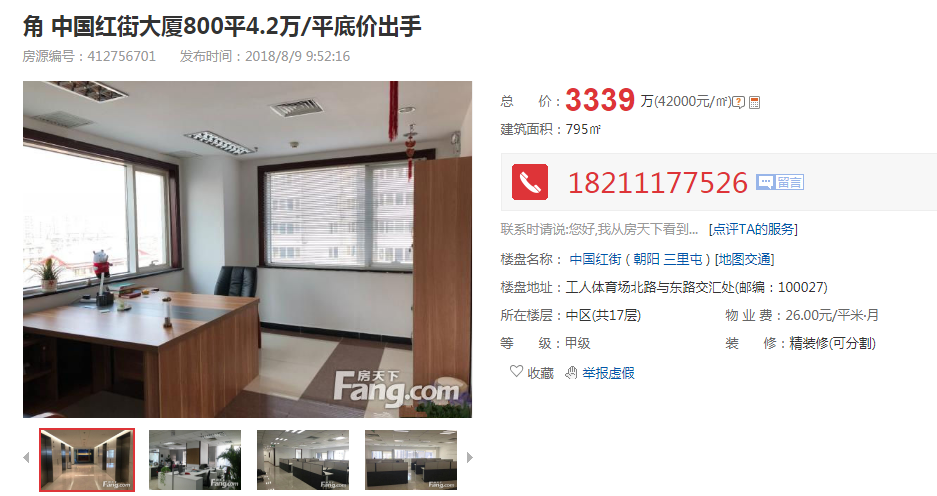 角 中国红街大厦800平4.2万/平底价出手
房源编号：412756701 发布时间：2018/8/9 9:52:16
总 价：3339 万(42000元/㎡)
建筑面积：795㎡
18211177526 留言
联系时请说:您好,我从房天下看到... [点评TA的服务]
楼盘名称： 中国红街 ( 朝阳 三里屯 ) [地图交通]
楼盘地址：工人体育场北路与东路交汇处(邮编：100027)
所在楼层：中区(共17层) 物 业 费：26.00元/平米·月
等 级：甲级 装 修：精装修(可分割)
收藏 举报虚假
房天下
Fang.com
Fang.com
Fang.com
Fang.com
Fang.com